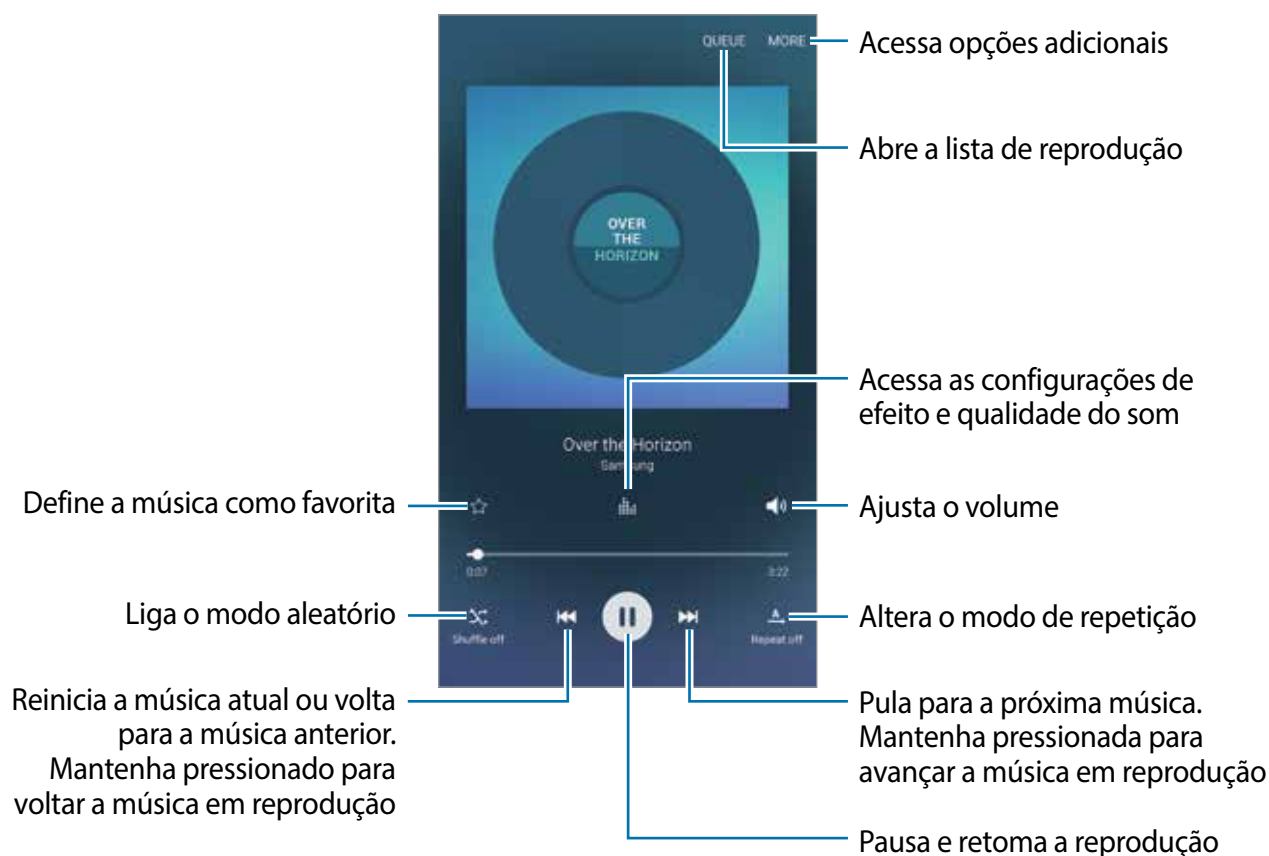 QUEUE MORE
Acessa opções adicionais
Abre a lista de reprodução
OVER
THE
HORIZON
Acessa as configurações de
efeito e qualidade do som
Over the Horizon
Samsung
Define a música como favorita
Ajusta o volume
0:07
3:22
Liga o modo aleatório
Altera o modo de repetição
Shuffle off
Repeat off
Reinicia a música atual ou volta
para a música anterior.
Mantenha pressionado para
voltar a música em reprodução
Pula para a próxima música.
Mantenha pressionada para
avançar a música em reprodução
Pausa e retoma a reprodução